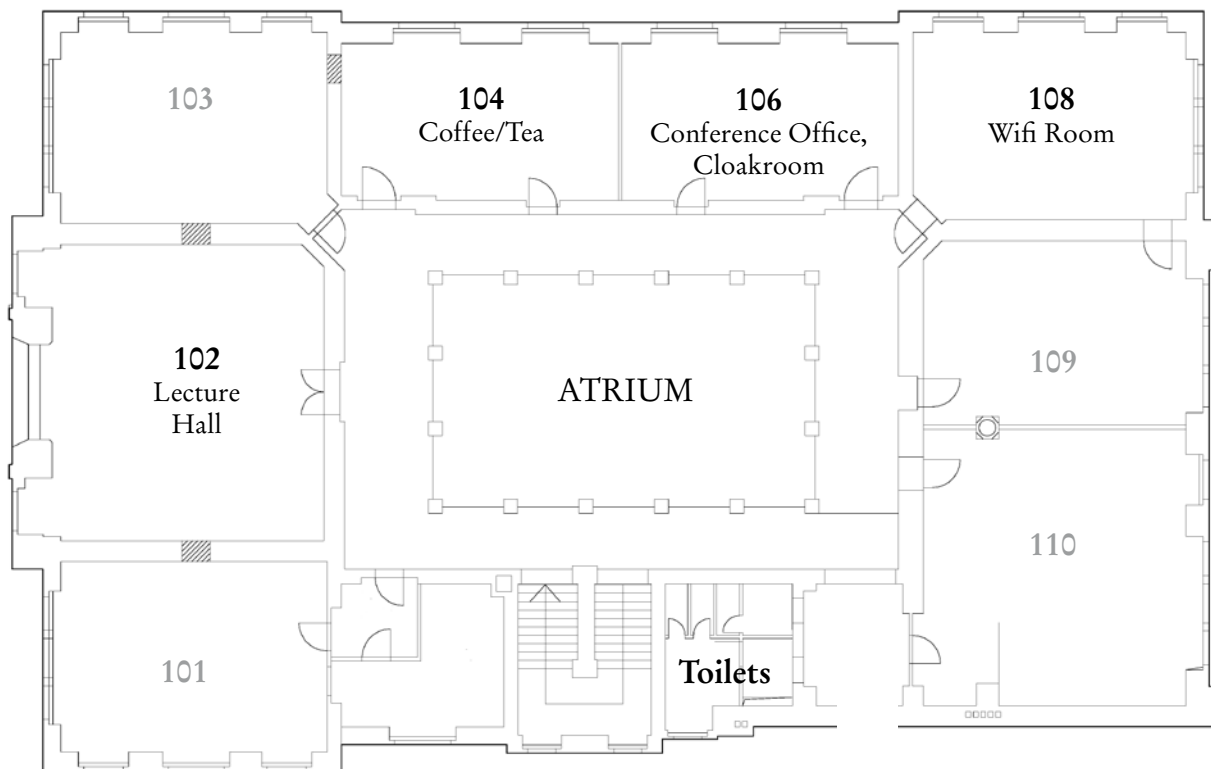 103
104
Coffee/Tea
106
Conference Office,
Cloakroom
108
Wifi Room
102
Lecture
Hall
ATRIUM
109
110
101
Toilets